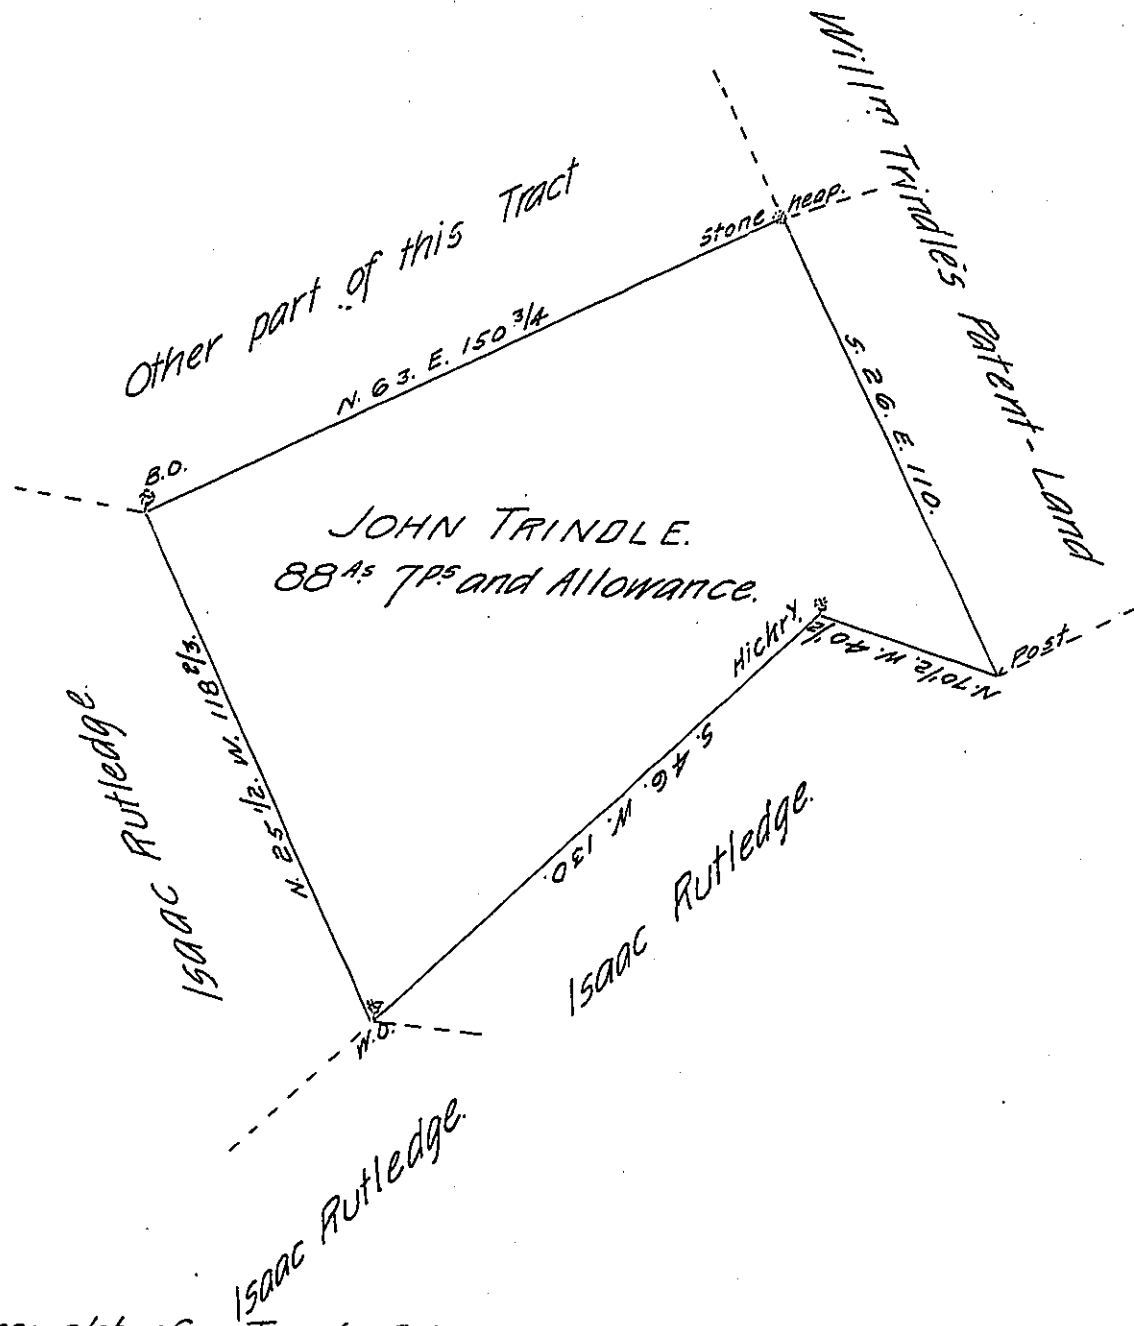 Willm Trindle's Patent-Land
Other part of this Tract
Stone heap.
N. 63. E. 150 3/4
S. 26. E. 110.
B.O.
JOHN TRINDLE.
88 As 7 Ps and Allowance.
Hickry.
N. 70 1/2. W. 40 1/2
Post
N. 25 1/2. W. 118 2/3.
S. 46. W. 130.
Isaac Rutledge.
Isaac Rutledge.
W.O.
Isaac Rutledge.